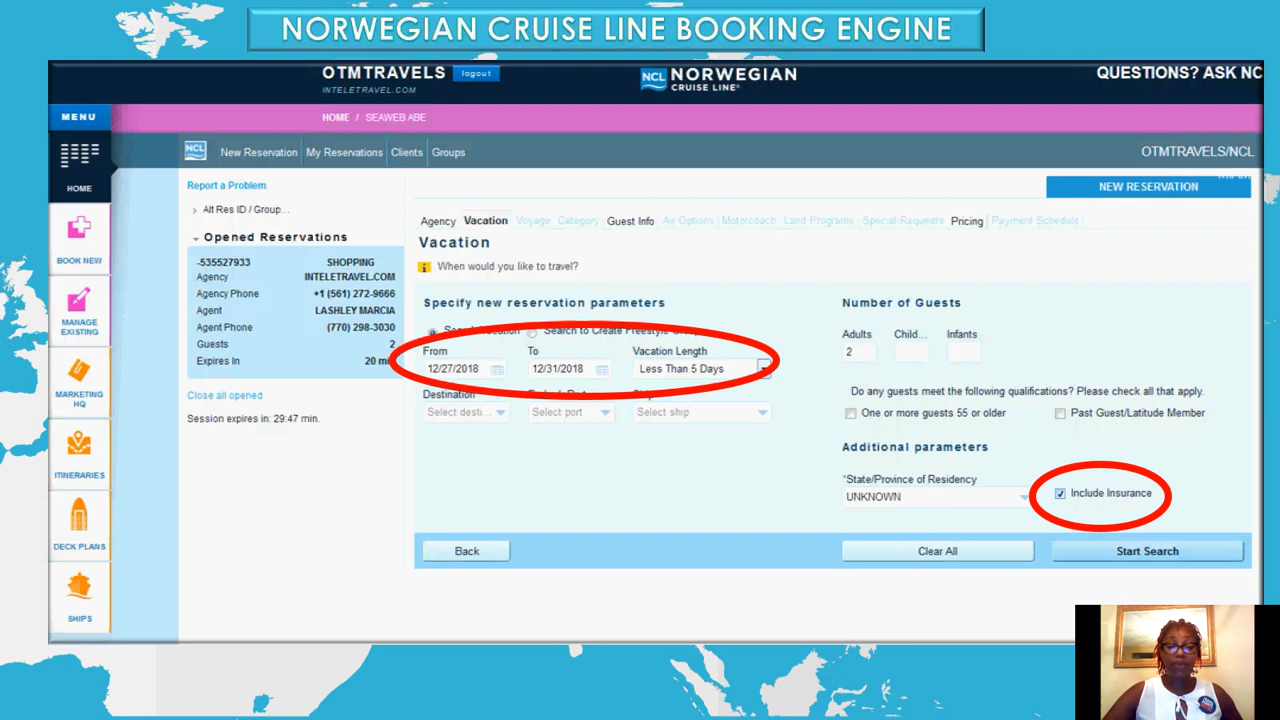 NORWEGIAN CRUISE LINE BOOKING ENGINE
OTMTRAVELS logout
INTELETRAVEL.COM
NCL NORWEGIAN
CRUISE LINE®
QUESTIONS? ASK NC
MENU
HOME / SEAWEB ABE
NCL New Reservation My Reservations Clients Groups
OTMTRAVELS/NCL
HOME
BOOK NEW
MANAGE
EXISTING
MARKETING
HQ
ITINERARIES
DECK PLANS
SHIPS
Report a Problem
Alt Res ID / Group...
Opened Reservations
-535527933 SHOPPING
Agency INTELETRAVEL.COM
Agency Phone +1 (561) 272-9666
Agent LASHLEY MARCIA
Agent Phone (770) 298-3030
Guests 2
Expires In 20 mi
Close all opened
Session expires in: 29:47 min.
NEW RESERVATION
Agency Vacation Voyage Category Guest Info Air Options Motorcoach Land Programs Special Requests Pricing Payment Schedule
Vacation
When would you like to travel?
Specify new reservation parameters
Search to Create Freestyle
From To Vacation Length
12/27/2018 12/31/2018 Less Than 5 Days
Destination
Select desti... Select port Select ship
Number of Guests
Adults Child... Infants
2
Do any guests meet the following qualifications? Please check all that apply.
One or more guests 55 or older Past Guest/Latitude Member
Additional parameters
*State/Province of Residency
UNKNOWN Include Insurance
Back Clear All Start Search